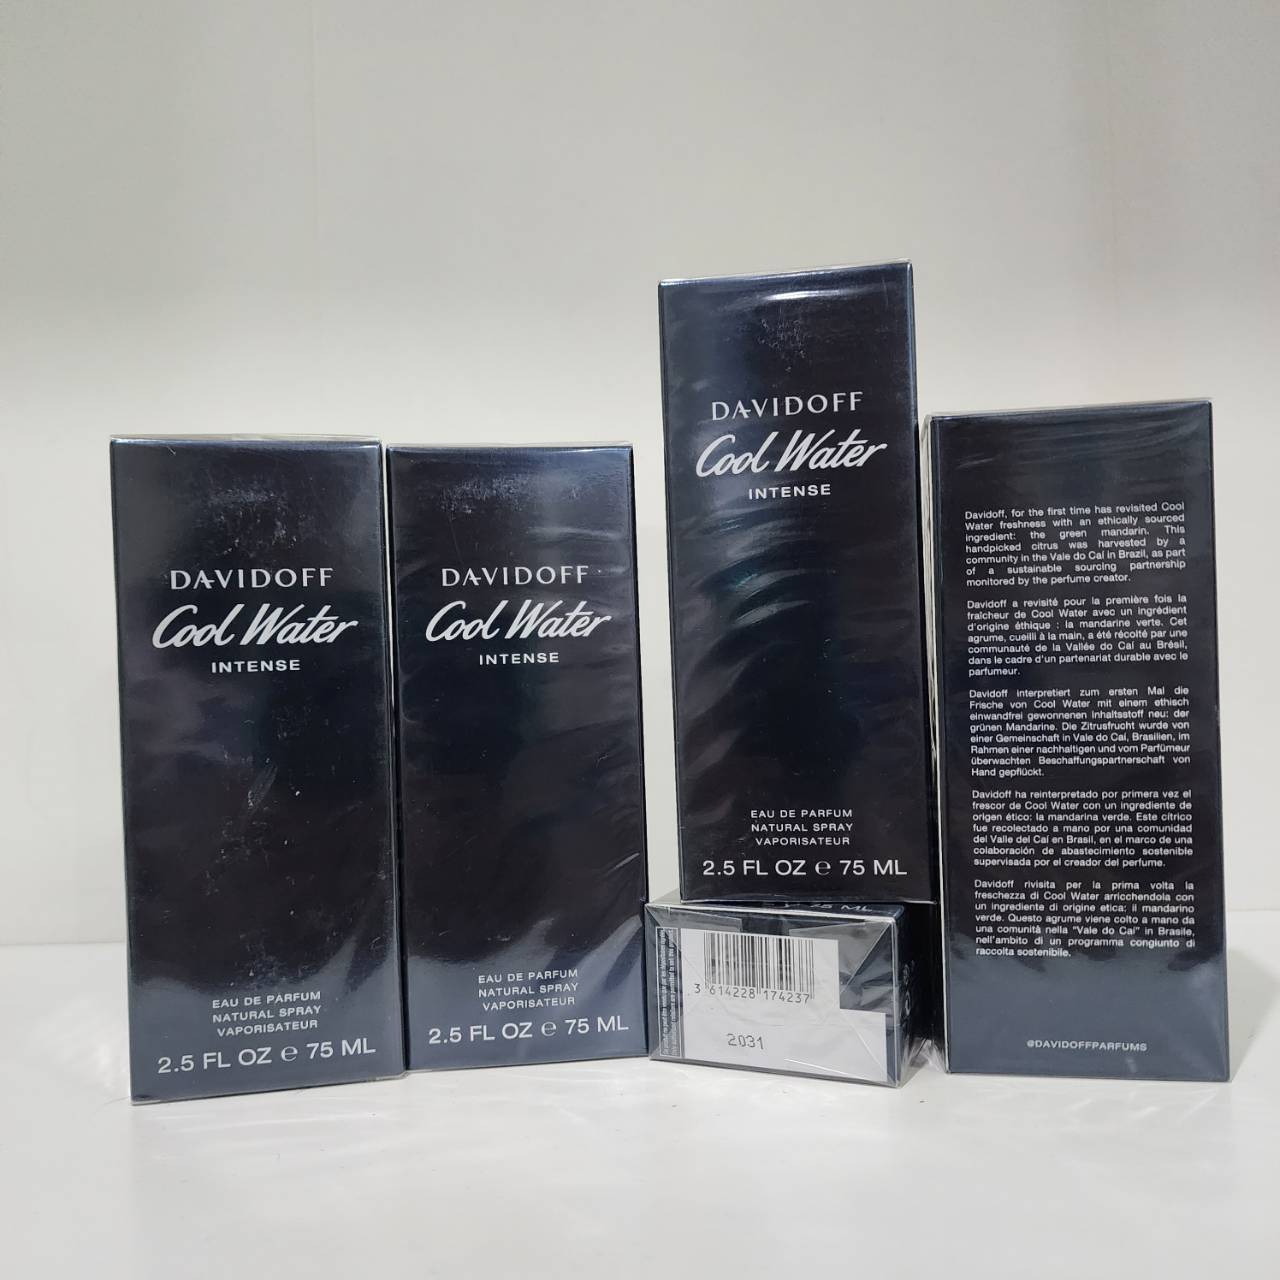 DAVIDOFF
Cool Water
INTENSE
EAU DE PARFUM
NATURAL SPRAY
VAPORISATEUR
2.5 FL OZ e 75 ML
DAVIDOFF
Cool Water
INTENSE
EAU DE PARFUM
NATURAL SPRAY
VAPORISATEUR
2.5 FL OZ e 75 ML
DAVIDOFF
Cool Water
INTENSE
EAU DE PARFUM
NATURAL SPRAY
VAPORISATEUR
2.5 FL OZ e 75 ML
75 ML
3 614228 174237
2031
Davidoff, for the first time has revisited Cool
Water freshness with an ethically sourced
ingredient: the green mandarin. This
handpicked citrus was harvested by a
community in the Vale do Caí in Brazil, as part
of a sustainable sourcing partnership
monitored by the perfume creator.
Davidoff a revisité pour la première fois la
fraîcheur de Cool Water avec un ingrédient
d'origine éthique : la mandarine verte. Cet
agrume, cueilli à la main, a été récolté par une
communauté de la Vallée do Caí au Brésil,
dans le cadre d'un partenariat durable avec le
parfumeur.
Davidoff interpretiert zum ersten Mal die
Frische von Cool Water mit einem ethisch
einwandfrei gewonnenen Inhaltsstoff neu: der
grünen Mandarine. Die Zitrusfrucht wurde von
einer Gemeinschaft in Vale do Caí, Brasilien, im
Rahmen einer nachhaltigen und vom Parfümeur
überwachten Beschaffungspartnerschaft von
Hand gepflückt.
Davidoff ha reinterpretado por primera vez el
frescor de Cool Water con un ingrediente de
origen ético: la mandarina verde. Este cítrico
fue recolectado a mano por una comunidad
del Valle del Caí en Brasil, en el marco de una
colaboración de abastecimiento sostenible
supervisada por el creador del perfume.
Davidoff rivisita per la prima volta la
freschezza di Cool Water arricchendola con
un ingrediente di origine etica: il mandarino
verde. Questo agrume viene colto a mano da
una comunità nella "Vale do Caí" in Brasile,
nell'ambito di un programma congiunto di
raccolta sostenibile.
@DAVIDOFFPARFUMS